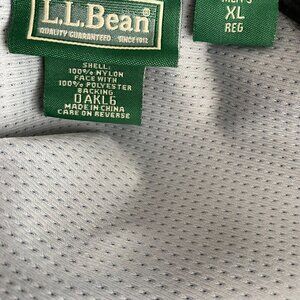 L.L.Bean®
QUALITY GUARANTEED SINCE 1912
MEN'S
XL
REG
SHELL:
100% NYLON
FACE WITH
100% POLYESTER
BACKING
0AKL6
MADE IN CHINA
CARE ON REVERSE